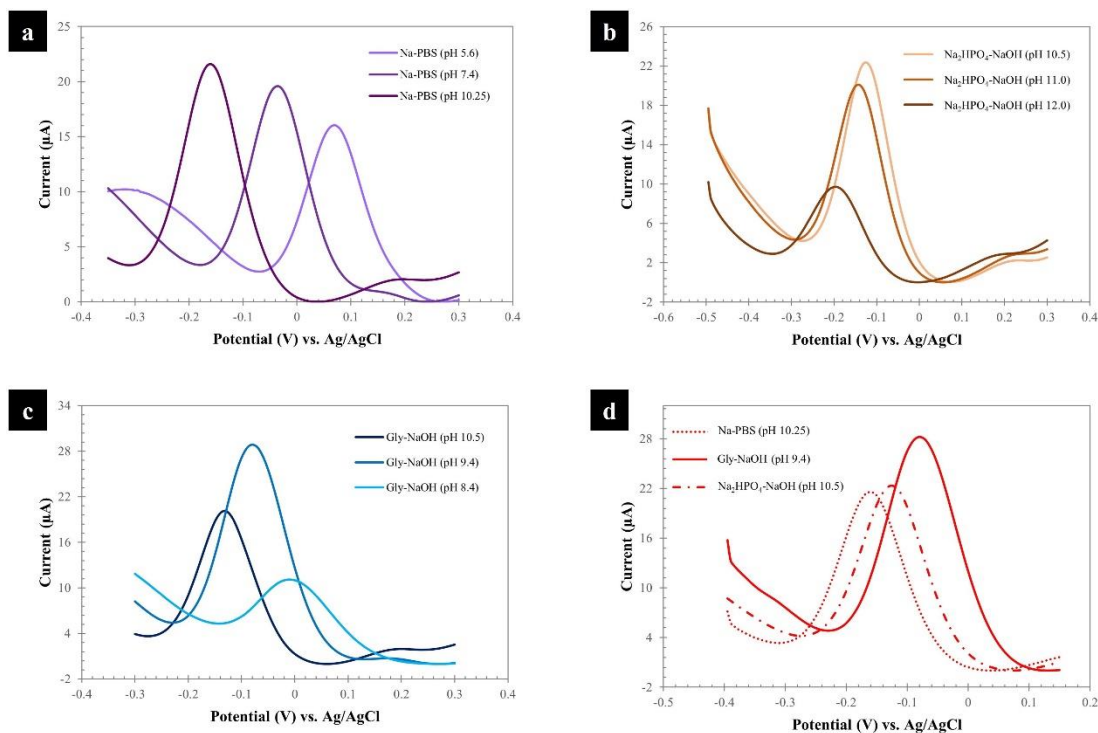 a
25
20
15
10
5
0
Current (µA)
Na-PBS (pH 5.6)
Na-PBS (pH 7.4)
Na-PBS (pH 10.25)
-0.4 -0.3 -0.2 -0.1 0 0.1 0.2 0.3 0.4
Potential (V) vs. Ag/AgCl
b
26
22
18
14
10
6
2
-2
Current (µA)
Na₂HPO₄-NaOH (pH 10.5)
Na₂HPO₄-NaOH (pH 11.0)
Na₂HPO₄-NaOH (pH 12.0)
-0.6 -0.5 -0.4 -0.3 -0.2 -0.1 0 0.1 0.2 0.3 0.4
Potential (V) vs. Ag/AgCl
c
34
28
22
16
10
4
-2
Current (µA)
Gly-NaOH (pH 10.5)
Gly-NaOH (pH 9.4)
Gly-NaOH (pH 8.4)
-0.4 -0.3 -0.2 -0.1 0 0.1 0.2 0.3 0.4
Potential (V) vs. Ag/AgCl
d
28
22
16
10
4
-2
Current (µA)
Na-PBS (pH 10.25)
Gly-NaOH (pH 9.4)
Na₂HPO₄-NaOH (pH 10.5)
-0.5 -0.4 -0.3 -0.2 -0.1 0 0.1 0.2
Potential (V) vs. Ag/AgCl